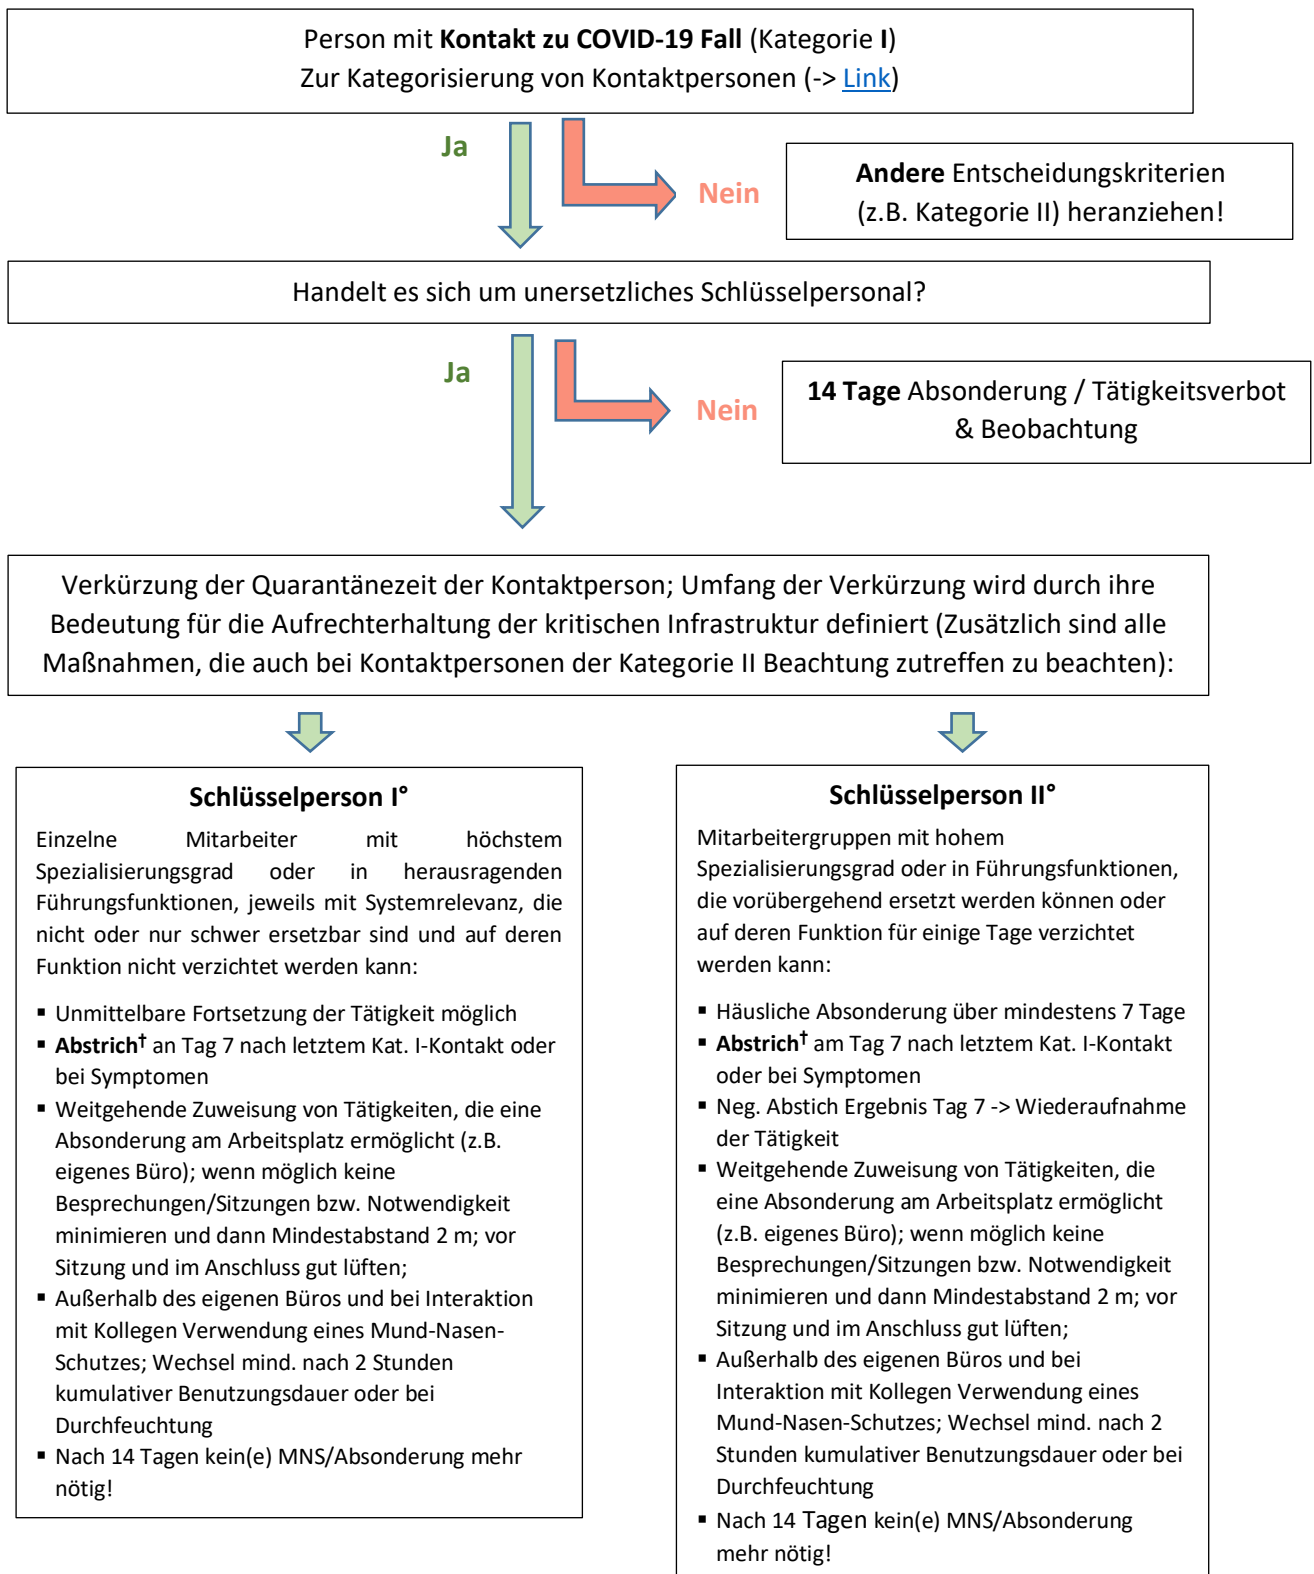 Person mit Kontakt zu COVID-19 Fall (Kategorie I)
Zur Kategorisierung von Kontaktpersonen (-> Link)
Ja
Nein
Andere Entscheidungskriterien
(z.B. Kategorie II) heranziehen!
Handelt es sich um unersetzliches Schlüsselpersonal?
Ja
Nein
14 Tage Absonderung / Tätigkeitsverbot
& Beobachtung
Verkürzung der Quarantänezeit der Kontaktperson; Umfang der Verkürzung wird durch ihre
Bedeutung für die Aufrechterhaltung der kritischen Infrastruktur definiert (Zusätzlich sind alle
Maßnahmen, die auch bei Kontaktpersonen der Kategorie II Beachtung zutreffen zu beachten):
Schlüsselperson I°
Einzelne Mitarbeiter mit höchstem
Spezialisierungsgrad oder in herausragenden
Führungsfunktionen, jeweils mit Systemrelevanz, die
nicht oder nur schwer ersetzbar sind und auf deren
Funktion nicht verzichtet werden kann:
▪ Unmittelbare Fortsetzung der Tätigkeit möglich
▪ Abstrich† an Tag 7 nach letztem Kat. I-Kontakt oder
bei Symptomen
▪ Weitgehende Zuweisung von Tätigkeiten, die eine
Absonderung am Arbeitsplatz ermöglicht (z.B.
eigenes Büro); wenn möglich keine
Besprechungen/Sitzungen bzw. Notwendigkeit
minimieren und dann Mindestabstand 2 m; vor
Sitzung und im Anschluss gut lüften;
▪ Außerhalb des eigenen Büros und bei Interaktion
mit Kollegen Verwendung eines Mund-Nasen-
Schutzes; Wechsel mind. nach 2 Stunden
kumulativer Benutzungsdauer oder bei
Durchfeuchtung
▪ Nach 14 Tagen kein(e) MNS/Absonderung mehr
nötig!
Schlüsselperson II°
Mitarbeitergruppen mit hohem
Spezialisierungsgrad oder in Führungsfunktionen,
die vorübergehend ersetzt werden können oder
auf deren Funktion für einige Tage verzichtet
werden kann:
▪ Häusliche Absonderung über mindestens 7 Tage
▪ Abstrich† am Tag 7 nach letztem Kat. I-Kontakt
oder bei Symptomen
▪ Neg. Abstich Ergebnis Tag 7 -> Wiederaufnahme
der Tätigkeit
▪ Weitgehende Zuweisung von Tätigkeiten, die
eine Absonderung am Arbeitsplatz ermöglicht
(z.B. eigenes Büro); wenn möglich keine
Besprechungen/Sitzungen bzw. Notwendigkeit
minimieren und dann Mindestabstand 2 m; vor
Sitzung und im Anschluss gut lüften;
▪ Außerhalb des eigenen Büros und bei
Interaktion mit Kollegen Verwendung eines
Mund-Nasen-Schutzes; Wechsel mind. nach 2
Stunden kumulativer Benutzungsdauer oder bei
Durchfeuchtung
▪ Nach 14 Tagen kein(e) MNS/Absonderung
mehr nötig!